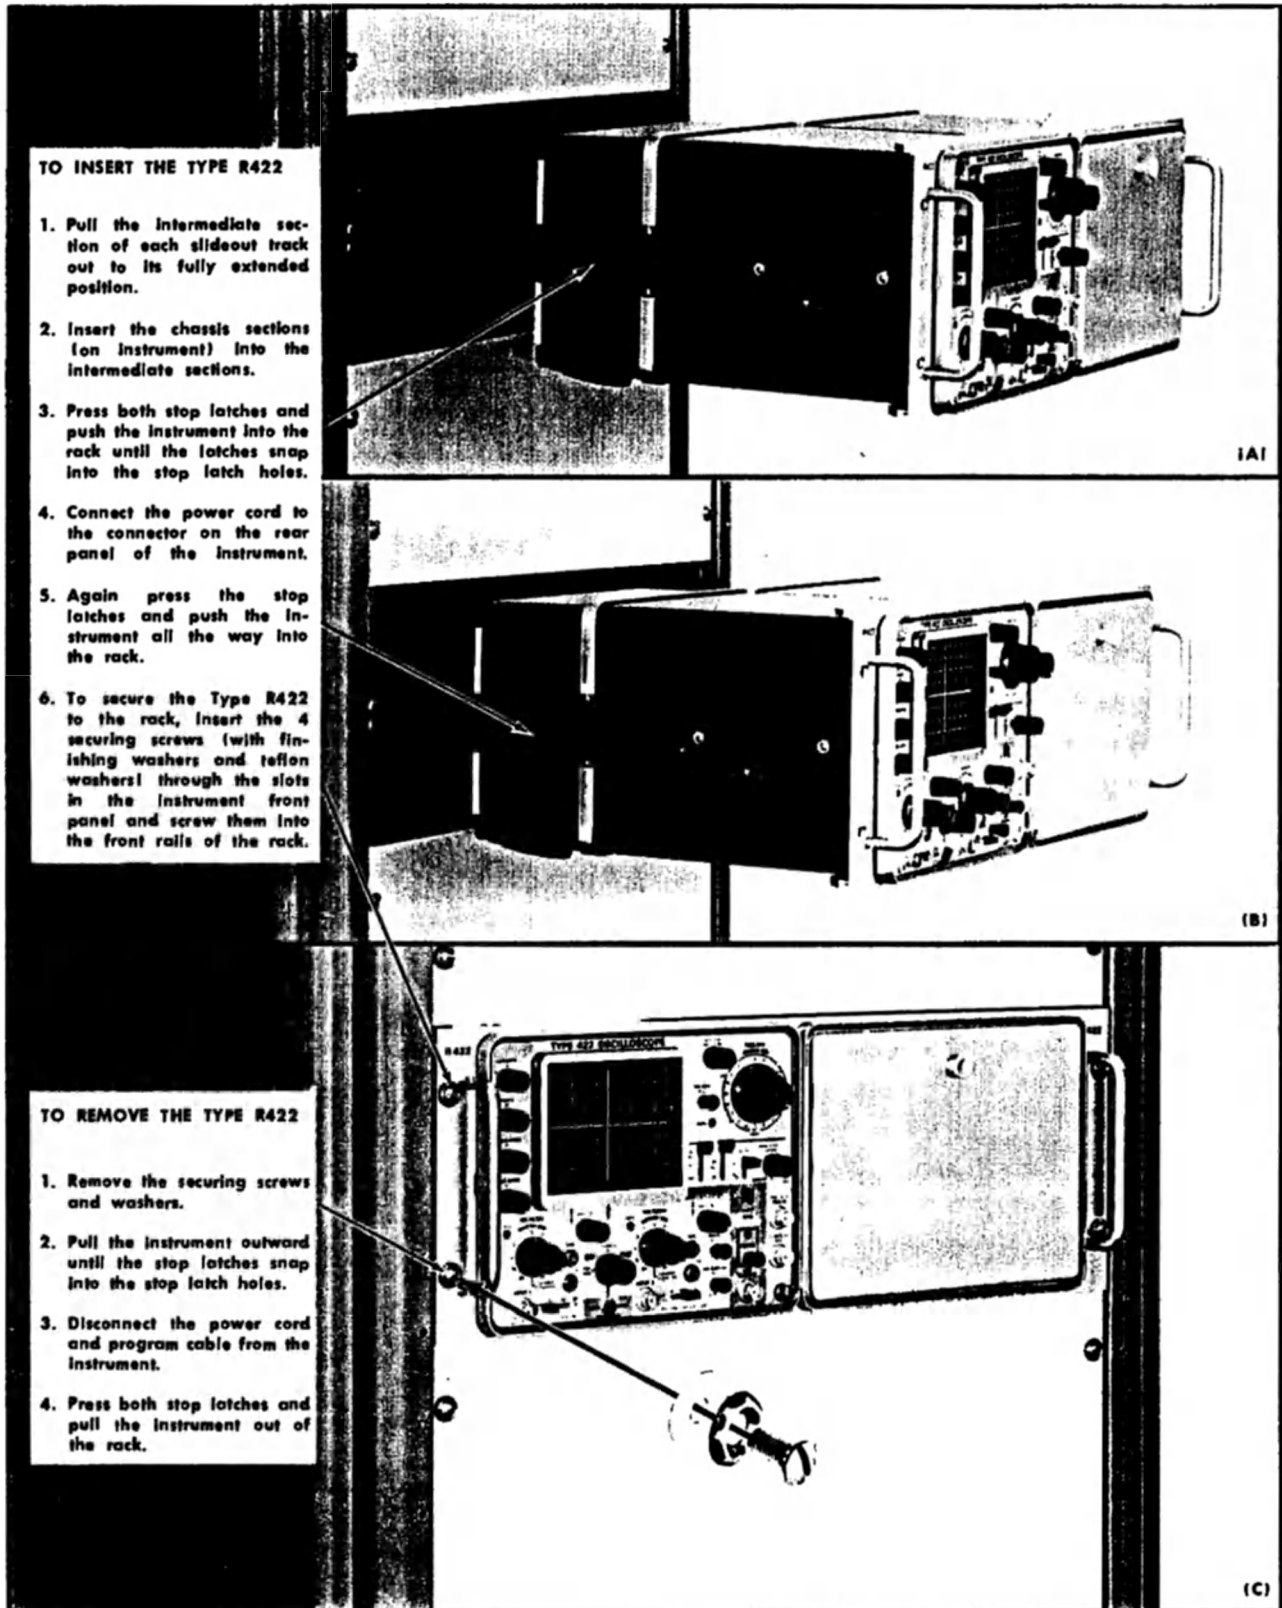 TO INSERT THE TYPE R422
1. Pull the intermediate sec-
tion of each slideout track
out to its fully extended
position.
2. Insert the chassis sections
(on instrument) into the
intermediate sections.
3. Press both stop latches and
push the instrument into the
rack until the latches snap
into the stop latch holes.
4. Connect the power cord to
the connector on the rear
panel of the instrument.
5. Again press the stop
latches and push the in-
strument all the way into
the rack.
6. To secure the Type R422
to the rack, insert the 4
securing screws (with fin-
ishing washers and teflon
washers) through the slots
in the instrument front
panel and screw them into
the front rails of the rack.
(A)
(B)
R422
TYPE 422 OSCILLOSCOPE
TO REMOVE THE TYPE R422
1. Remove the securing screws
and washers.
2. Pull the instrument outward
until the stop latches snap
into the stop latch holes.
3. Disconnect the power cord
and program cable from the
instrument.
4. Press both stop latches and
pull the instrument out of
the rack.
(C)